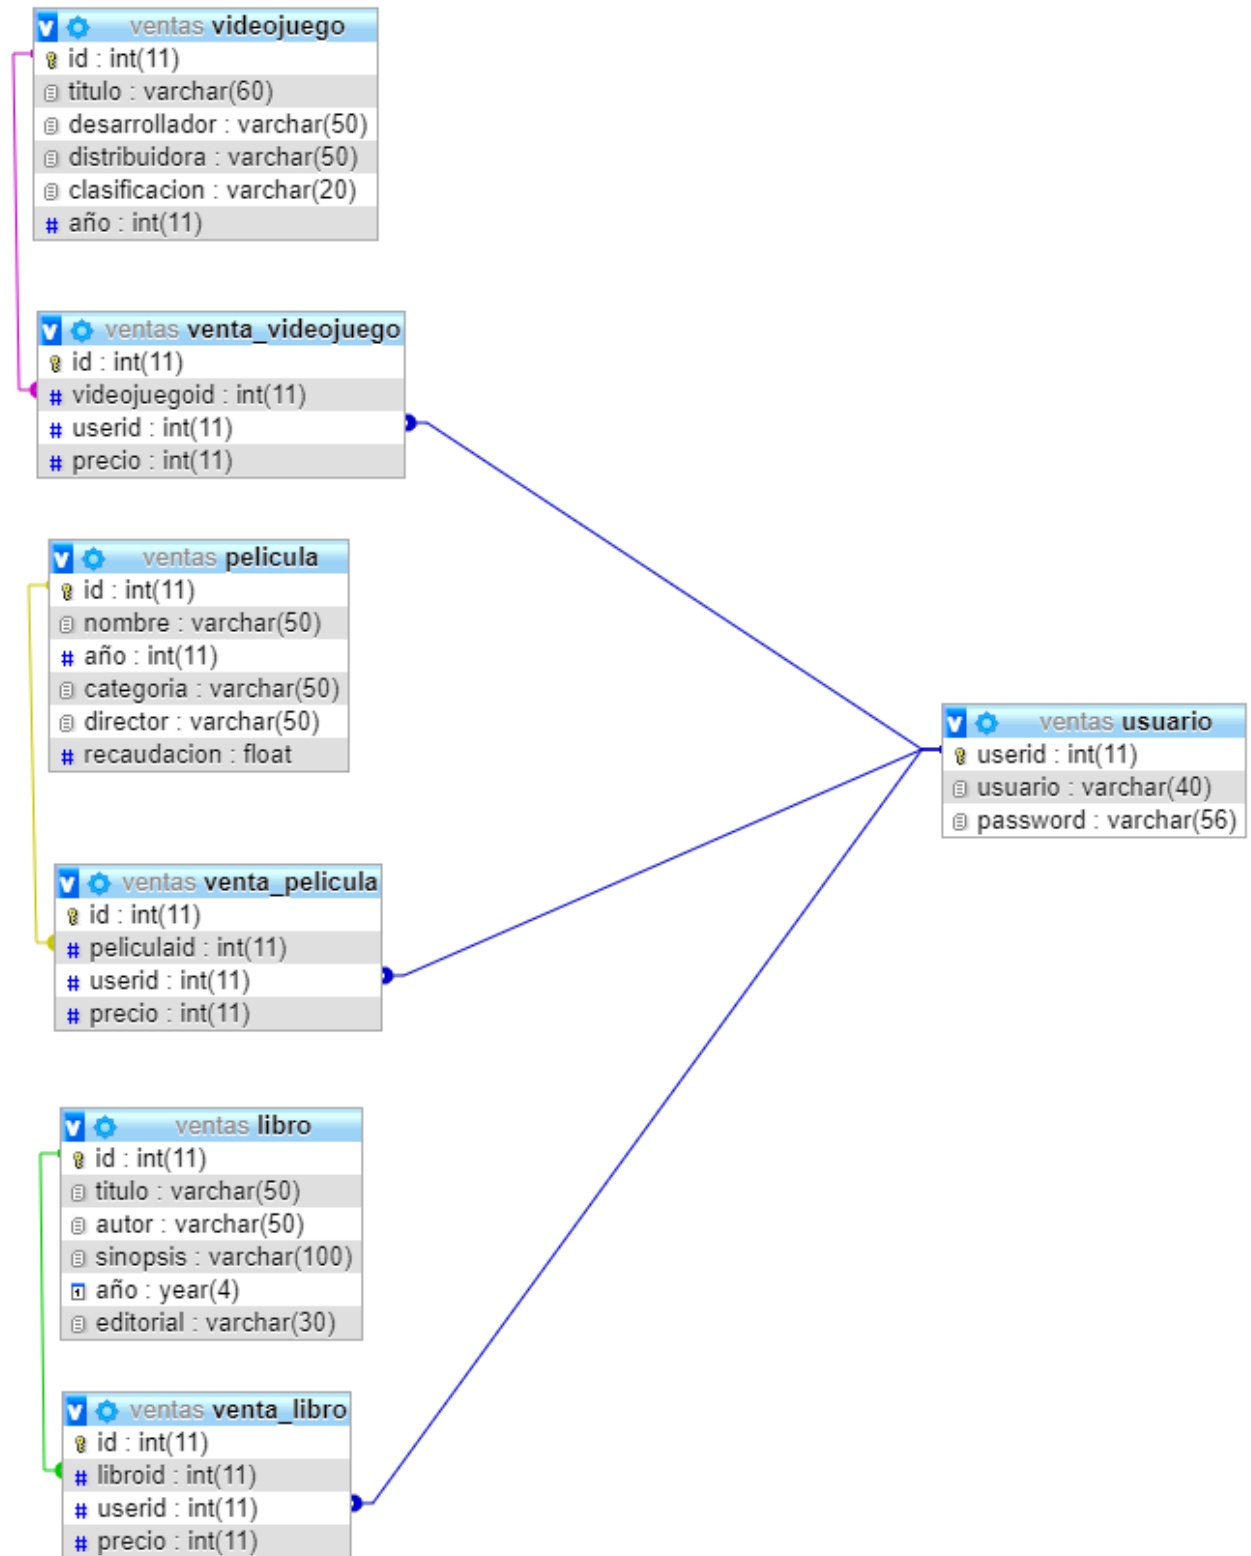 ventas videojuego
id : int(11)
titulo : varchar(60)
desarrollador : varchar(50)
distribuidora : varchar(50)
clasificacion : varchar(20)
# año : int(11)
ventas venta_videojuego
id : int(11)
# videojuegoid : int(11)
# userid : int(11)
# precio : int(11)
ventas pelicula
id : int(11)
nombre : varchar(50)
# año : int(11)
categoria : varchar(50)
director : varchar(50)
# recaudacion : float
ventas usuario
userid : int(11)
usuario : varchar(40)
password : varchar(56)
ventas venta_pelicula
id : int(11)
# peliculaid : int(11)
# userid : int(11)
# precio : int(11)
ventas libro
id : int(11)
titulo : varchar(50)
autor : varchar(50)
sinopsis : varchar(100)
año : year(4)
editorial : varchar(30)
ventas venta_libro
id : int(11)
# libroid : int(11)
# userid : int(11)
# precio : int(11)